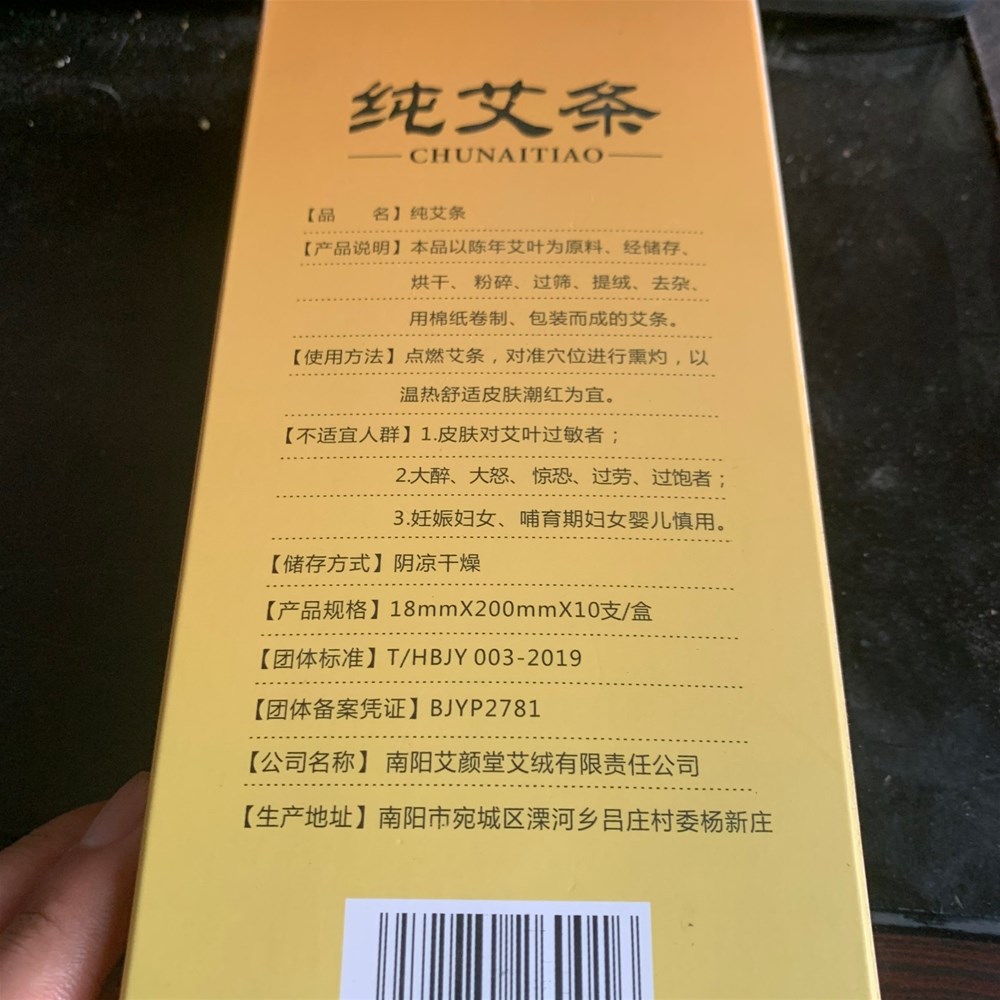 纯艾条
CHUNAITIAO
【品　　名】纯艾条
【产品说明】本品以陈年艾叶为原料、经储存、
烘干、粉碎、过筛、提绒、去杂、
用棉纸卷制、包装而成的艾条。
【使用方法】点燃艾条，对准穴位进行熏灼，以
温热舒适皮肤潮红为宜。
【不适宜人群】1.皮肤对艾叶过敏者；
2.大醉、大怒、惊恐、过劳、过饱者；
3.妊娠妇女、哺育期妇女婴儿慎用。
【储存方式】阴凉干燥
【产品规格】18mmX200mmX10支/盒
【团体标准】T/HBJY 003-2019
【团体备案凭证】BJYP2781
【公司名称】南阳艾颜堂艾绒有限责任公司
【生产地址】南阳市宛城区溧河乡吕庄村委杨新庄